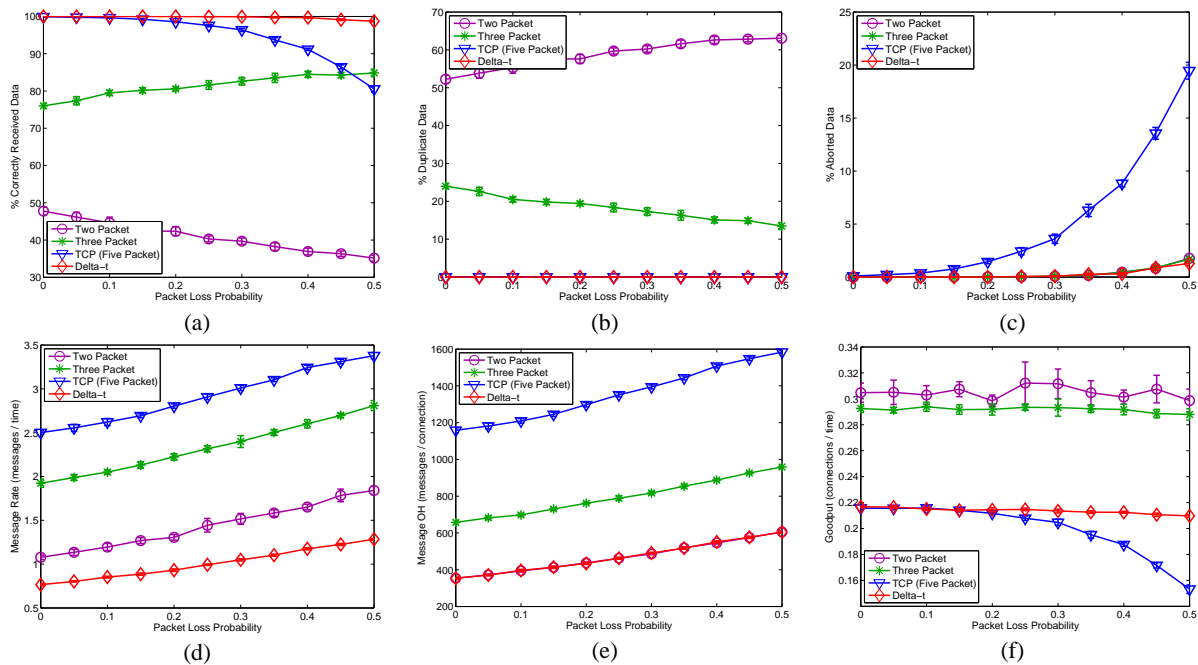 100
90
80
70
60
50
40
30
% Correctly Received Data
Two Packet
Three Packet
TCP (Five Packet)
Delta−t
0 0.1 0.2 0.3 0.4 0.5
Packet Loss Probability
(a)
70
60
50
40
30
20
10
0
% Duplicate Data
Two Packet
Three Packet
TCP (Five Packet)
Delta−t
0 0.1 0.2 0.3 0.4 0.5
Packet Loss Probability
(b)
25
20
15
10
5
0
% Aborted Data
Two Packet
Three Packet
TCP (Five Packet)
Delta−t
0 0.1 0.2 0.3 0.4 0.5
Packet Loss Probability
(c)
3.5
3
2.5
2
1.5
1
0.5
Message Rate (messages / time)
Two Packet
Three Packet
TCP (Five Packet)
Delta−t
0 0.1 0.2 0.3 0.4 0.5
Packet Loss Probability
(d)
1600
1400
1200
1000
800
600
400
200
Message OH (messages / connection)
Two Packet
Three Packet
TCP (Five Packet)
Delta−t
0 0.1 0.2 0.3 0.4 0.5
Packet Loss Probability
(e)
0.34
0.32
0.3
0.28
0.26
0.24
0.22
0.2
0.18
0.16
Goodput (connections / time)
Two Packet
Three Packet
TCP (Five Packet)
Delta−t
0 0.1 0.2 0.3 0.4 0.5
Packet Loss Probability
(f)